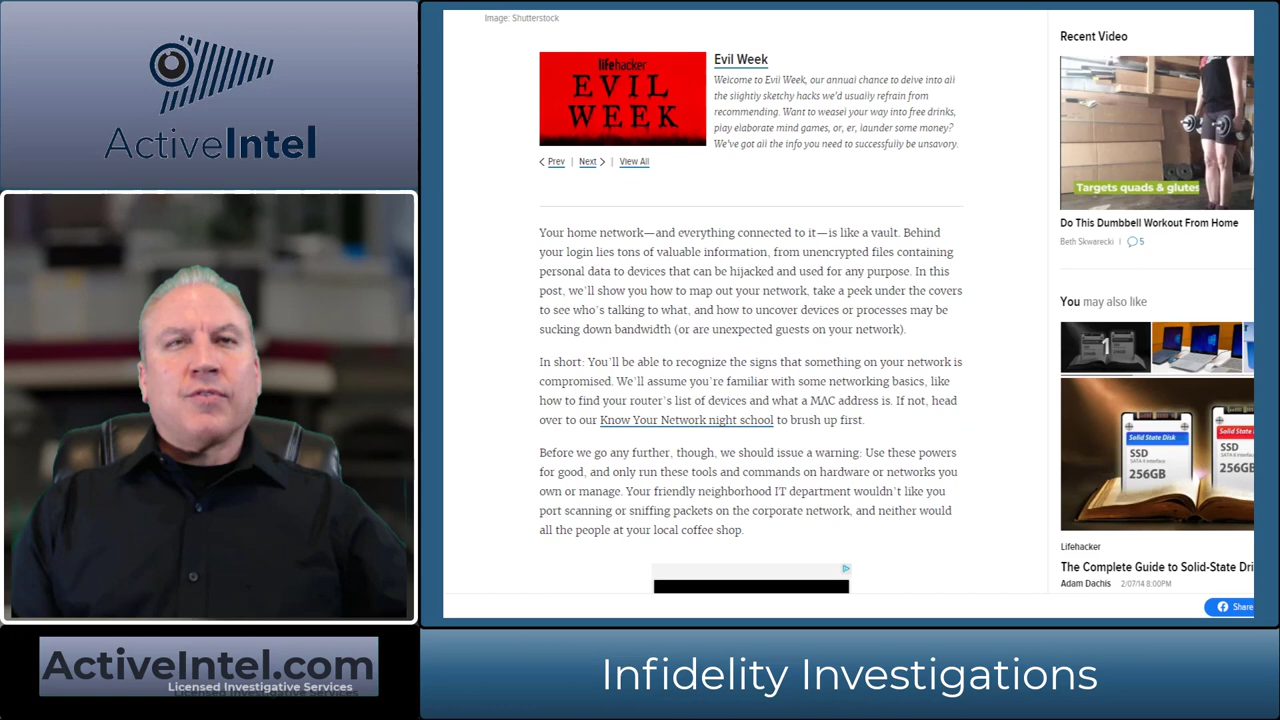 ActiveIntel
ActiveIntel.com
Licensed Investigative Services
Image: Shutterstock
lifehacker
EVIL
WEEK
Evil Week
Welcome to Evil Week, our annual chance to delve into all
the slightly sketchy hacks we'd usually refrain from
recommending. Want to weasel your way into free drinks,
play elaborate mind games, or, er, launder some money?
We've got all the info you need to successfully be unsavory.
Prev | Next | View All
Your home network—and everything connected to it—is like a vault. Behind
your login lies tons of valuable information, from unencrypted files containing
personal data to devices that can be hijacked and used for any purpose. In this
post, we'll show you how to map out your network, take a peek under the covers
to see who's talking to what, and how to uncover devices or processes may be
sucking down bandwidth (or are unexpected guests on your network).
In short: You'll be able to recognize the signs that something on your network is
compromised. We'll assume you're familiar with some networking basics, like
how to find your router's list of devices and what a MAC address is. If not, head
over to our Know Your Network night school to brush up first.
Before we go any further, though, we should issue a warning: Use these powers
for good, and only run these tools and commands on hardware or networks you
own or manage. Your friendly neighborhood IT department wouldn't like you
port scanning or sniffing packets on the corporate network, and neither would
all the people at your local coffee shop.
Recent Video
Targets quads & glutes
Do This Dumbbell Workout From Home
Beth Skwarecki | 5
You may also like
1
Solid State Disk
SSD
SATA II Interface
256GB
Solid State
SSD
256GB
Lifehacker
The Complete Guide to Solid-State Dri
Adam Dachis 2/07/14 8:00PM
Share
Infidelity Investigations